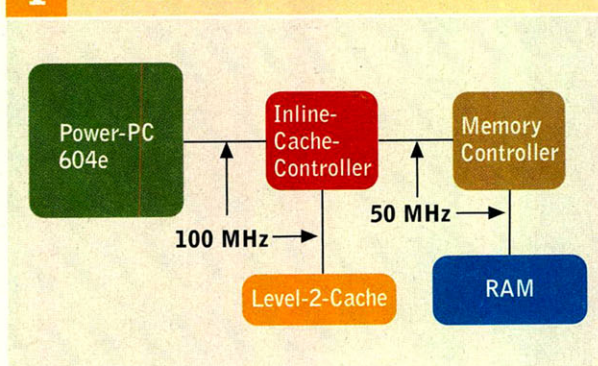 Power-PC
604e
Inline-
Cache-
Controller
Memory
Controller
100 MHz
50 MHz
Level-2-Cache
RAM